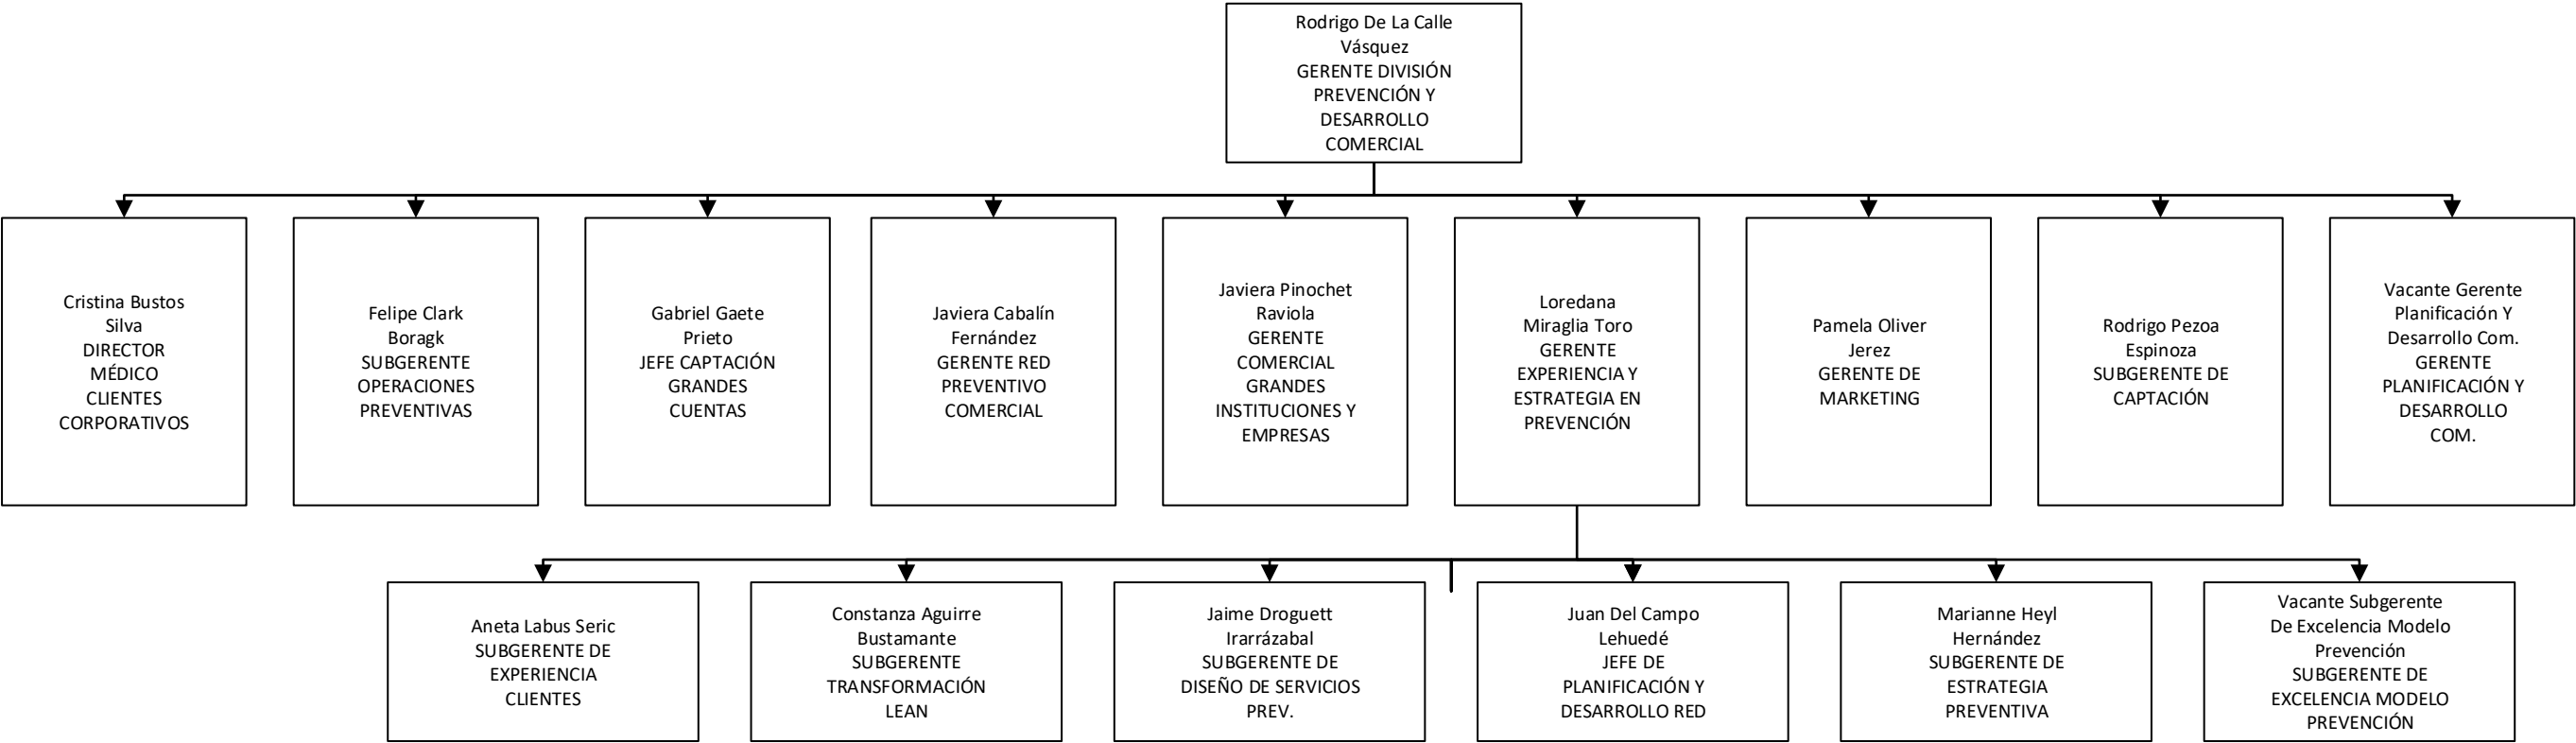 Rodrigo De La Calle
Vásquez
GERENTE DIVISIÓN
PREVENCIÓN Y
DESARROLLO
COMERCIAL
Cristina Bustos
Silva
DIRECTOR
MÉDICO
CLIENTES
CORPORATIVOS
Felipe Clark
Boragk
SUBGERENTE
OPERACIONES
PREVENTIVAS
Gabriel Gaete
Prieto
JEFE CAPTACIÓN
GRANDES
CUENTAS
Javiera Cabalín
Fernández
GERENTE RED
PREVENTIVO
COMERCIAL
Javiera Pinochet
Raviola
GERENTE
COMERCIAL
GRANDES
INSTITUCIONES Y
EMPRESAS
Loredana
Miraglia Toro
GERENTE
EXPERIENCIA Y
ESTRATEGIA EN
PREVENCIÓN
Pamela Oliver
Jerez
GERENTE DE
MARKETING
Rodrigo Pezoa
Espinoza
SUBGERENTE DE
CAPTACIÓN
Vacante Gerente
Planificación Y
Desarrollo Com.
GERENTE
PLANIFICACIÓN Y
DESARROLLO
COM.
Aneta Labus Seric
SUBGERENTE DE
EXPERIENCIA
CLIENTES
Constanza Aguirre
Bustamante
SUBGERENTE
TRANSFORMACIÓN
LEAN
Jaime Droguett
Irarrázabal
SUBGERENTE DE
DISEÑO DE SERVICIOS
PREV.
Juan Del Campo
Lehuedé
JEFE DE
PLANIFICACIÓN Y
DESARROLLO RED
Marianne Heyl
Hernández
SUBGERENTE DE
ESTRATEGIA
PREVENTIVA
Vacante Subgerente
De Excelencia Modelo
Prevención
SUBGERENTE DE
EXCELENCIA MODELO
PREVENCIÓN